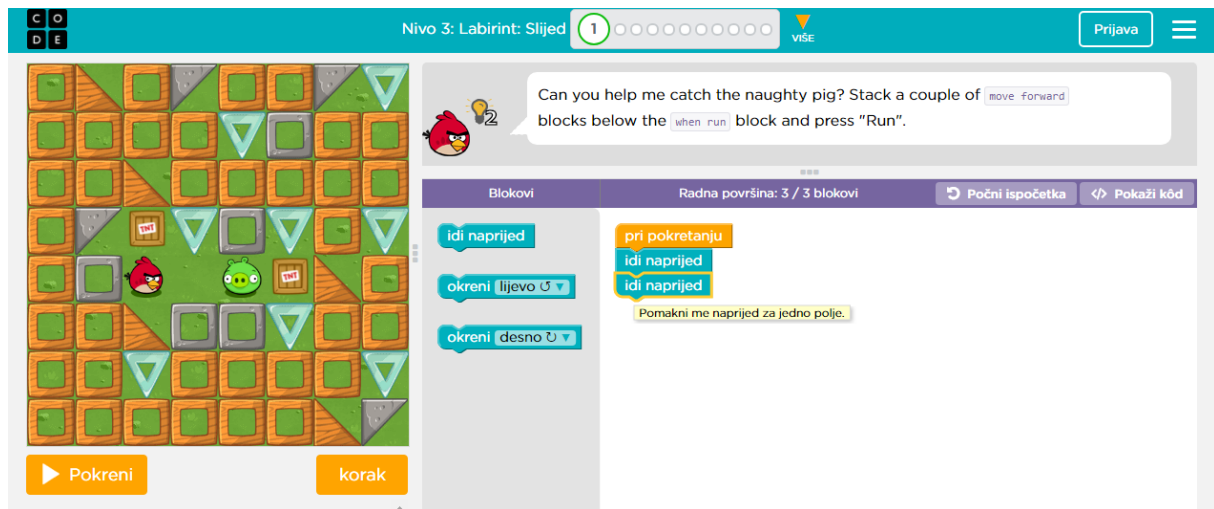 CO
DE
Nivo 3: Labirint: Slijed
1
VIŠE
Prijava
2
Can you help me catch the naughty pig? Stack a couple of move forward
blocks below the when run block and press "Run".
Blokovi
Radna površina: 3 / 3 blokovi
Počni ispočetka
</> Pokaži kôd
idi naprijed
okreni lijevo ↺ ▼
okreni desno ↻ ▼
pri pokretanju
idi naprijed
idi naprijed
Pomakni me naprijed za jedno polje.
TNT
TNT
Pokreni
korak